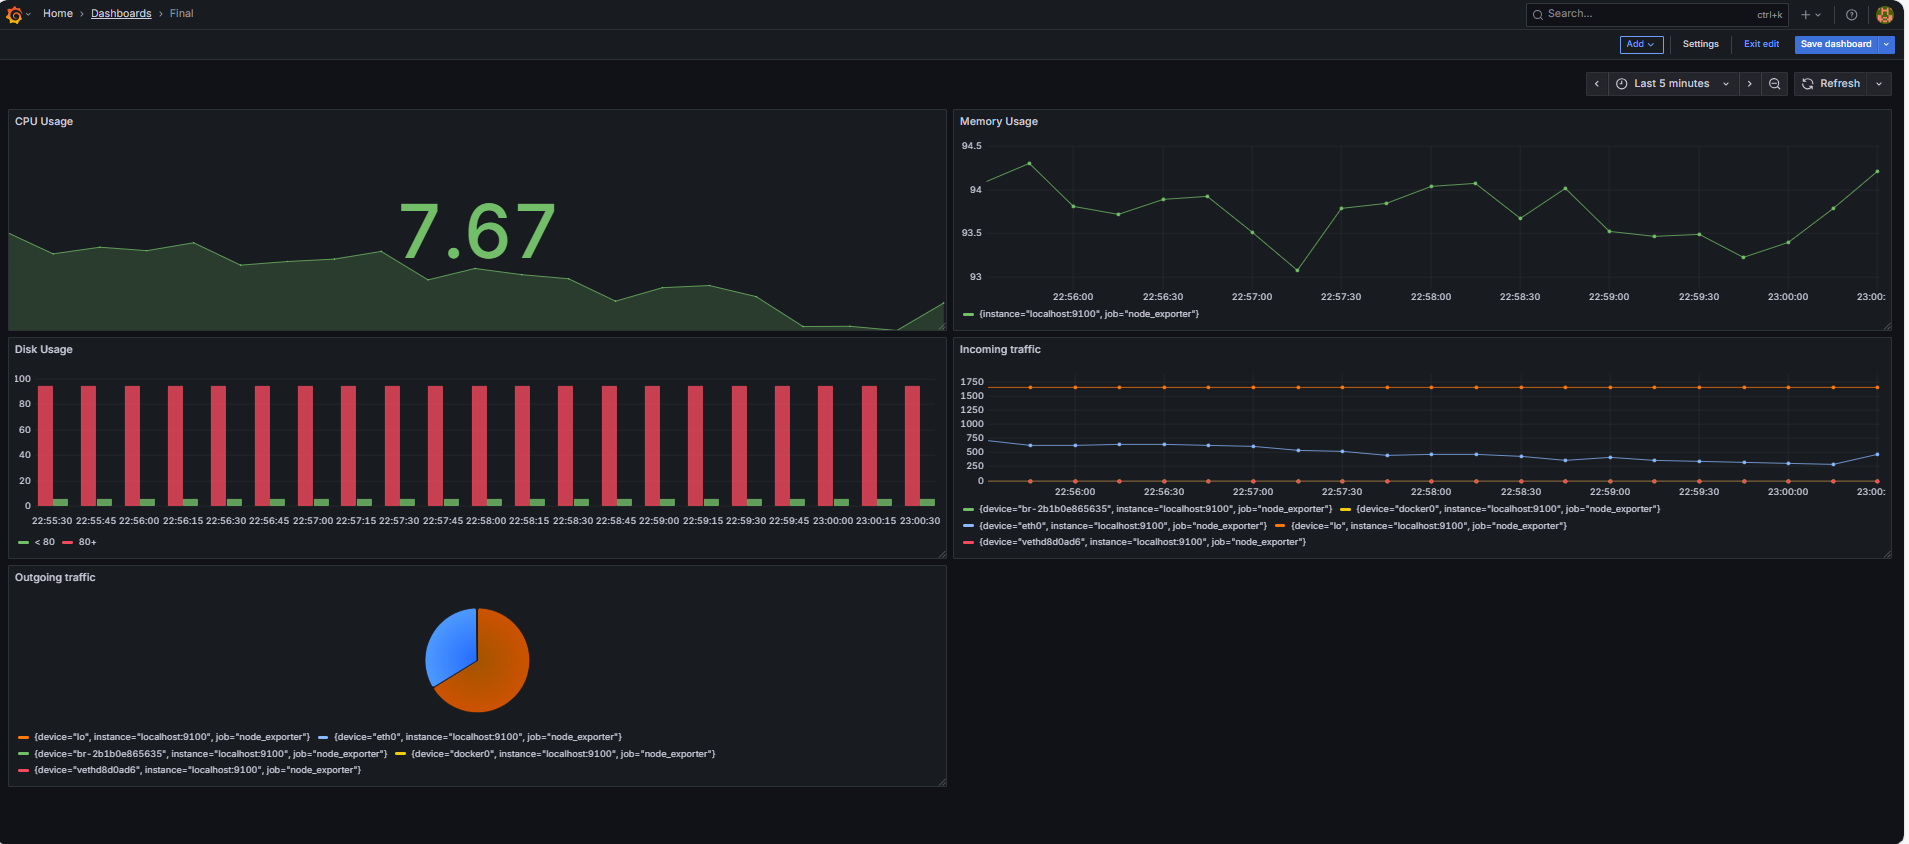 Home › Dashboards › Final
Search... ctrl+k
Add Settings Exit edit Save dashboard
Last 5 minutes Refresh
CPU Usage
7.67
Memory Usage
94.5
94
93.5
93
22:56:00 22:56:30 22:57:00 22:57:30 22:58:00 22:58:30 22:59:00 22:59:30 23:00:00 23:00:
{instance="localhost:9100", job="node_exporter"}
Disk Usage
100
80
60
40
20
0
22:55:30 22:55:45 22:56:00 22:56:15 22:56:30 22:56:45 22:57:00 22:57:15 22:57:30 22:57:45 22:58:00 22:58:15 22:58:30 22:58:45 22:59:00 22:59:15 22:59:30 22:59:45 23:00:00 23:00:15 23:00:30
< 80 80+
Incoming traffic
1750
1500
1250
1000
750
500
250
0
22:56:00 22:56:30 22:57:00 22:57:30 22:58:00 22:58:30 22:59:00 22:59:30 23:00:00 23:00:
{device="br-2b1b0e865635", instance="localhost:9100", job="node_exporter"} {device="docker0", instance="localhost:9100", job="node_exporter"}
{device="eth0", instance="localhost:9100", job="node_exporter"} {device="lo", instance="localhost:9100", job="node_exporter"}
{device="vethd8d0ad6", instance="localhost:9100", job="node_exporter"}
Outgoing traffic
{device="lo", instance="localhost:9100", job="node_exporter"} {device="eth0", instance="localhost:9100", job="node_exporter"}
{device="br-2b1b0e865635", instance="localhost:9100", job="node_exporter"} {device="docker0", instance="localhost:9100", job="node_exporter"}
{device="vethd8d0ad6", instance="localhost:9100", job="node_exporter"}